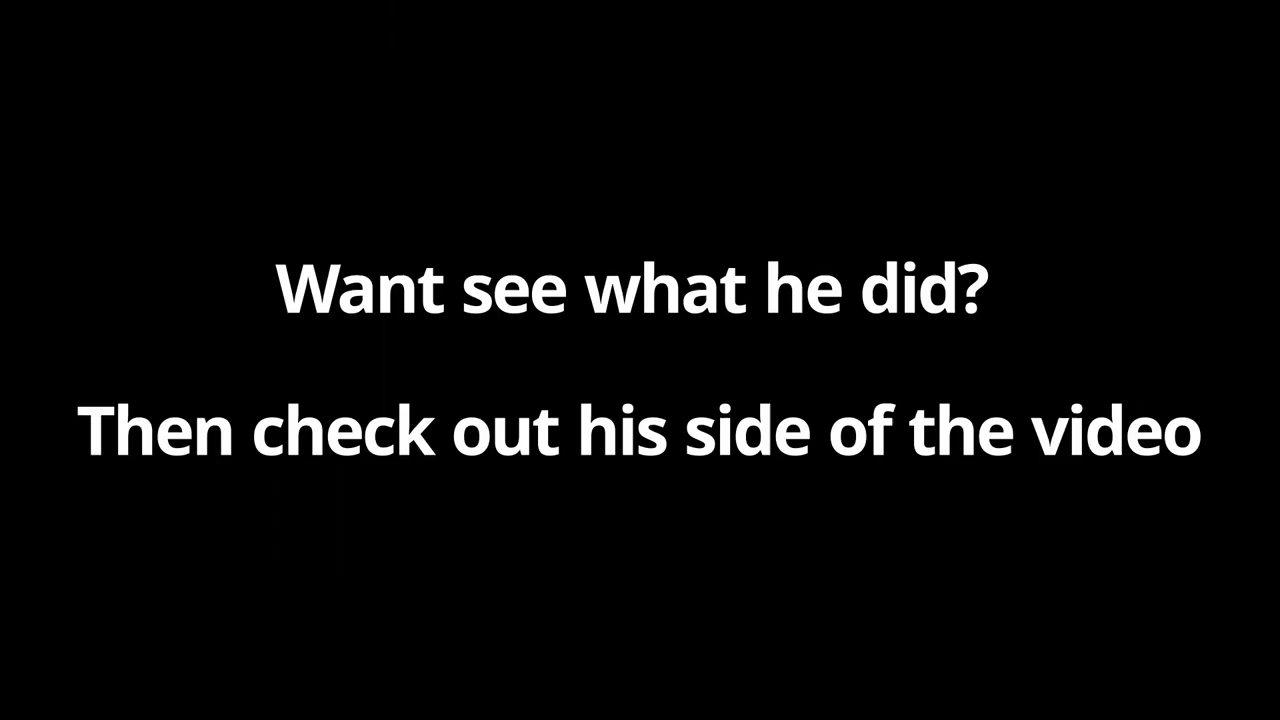 Want see what he did?
Then check out his side of the video